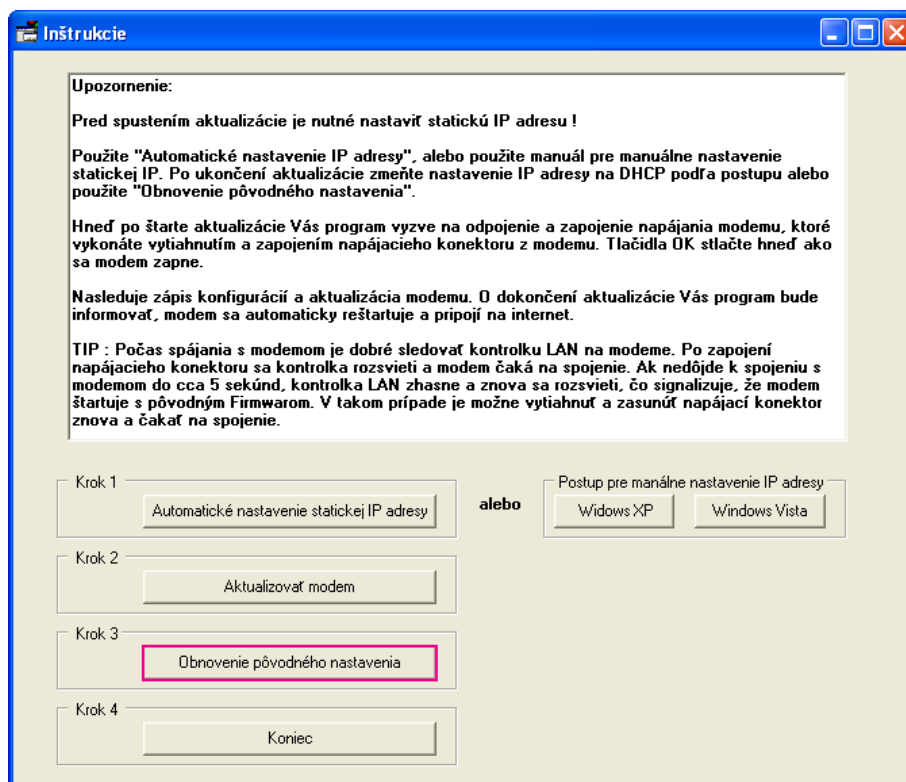 Inštrukcie
Upozornenie:
Pred spustením aktualizácie je nutné nastaviť statickú IP adresu !
Použite "Automatické nastavenie IP adresy", alebo použite manuál pre manuálne nastavenie
statickej IP. Po ukončení aktualizácie zmeňte nastavenie IP adresy na DHCP podľa postupu alebo
použite "Obnovenie pôvodného nastavenia".
Hneď po štarte aktualizácie Vás program vyzve na odpojenie a zapojenie napájania modemu, ktoré
vykonáte vytiahnutím a zapojením napájacieho konektoru z modemu. Tlačidla OK stlačte hneď ako
sa modem zapne.
Nasleduje zápis konfigurácií a aktualizácia modemu. O dokončení aktualizácie Vás program bude
informovať, modem sa automaticky reštartuje a pripojí na internet.
TIP : Počas spájania s modemom je dobré sledovať kontrolku LAN na modeme. Po zapojení
napájacieho konektoru sa kontrolka rozsvieti a modem čaká na spojenie. Ak nedôjde k spojeniu s
modemom do cca 5 sekúnd, kontrolka LAN zhasne a znova sa rozsvieti, čo signalizuje, že modem
štartuje s pôvodným Firmwarom. V takom prípade je možne vytiahnuť a zasunúť napájací konektor
znova a čakať na spojenie.
Krok 1
Automatické nastavenie statickej IP adresy
alebo
Postup pre manálne nastavenie IP adresy
Widows XP
Windows Vista
Krok 2
Aktualizovať modem
Krok 3
Obnovenie pôvodného nastavenia
Krok 4
Koniec